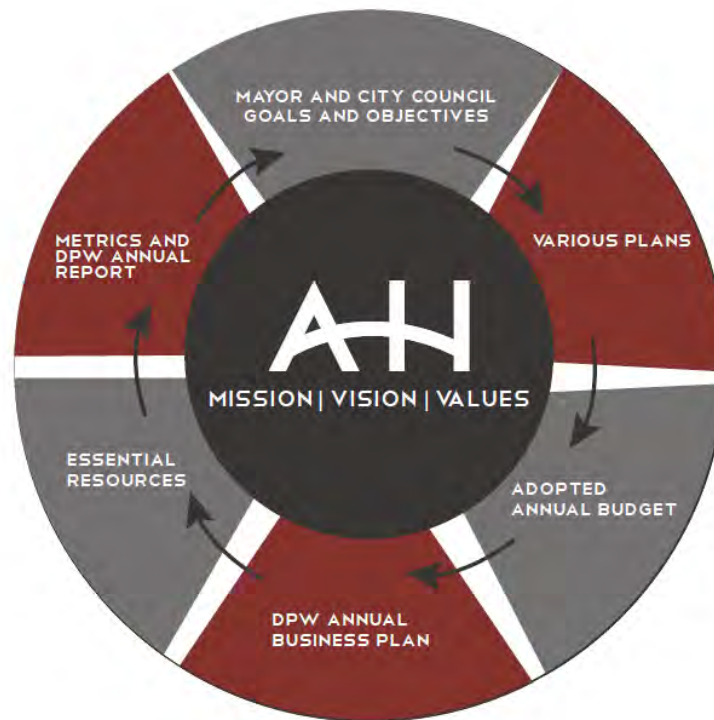 MAYOR AND CITY COUNCIL
GOALS AND OBJECTIVES
VARIOUS PLANS
ADOPTED
ANNUAL BUDGET
DPW ANNUAL
BUSINESS PLAN
ESSENTIAL
RESOURCES
METRICS AND
DPW ANNUAL
REPORT
AH
MISSION | VISION | VALUES